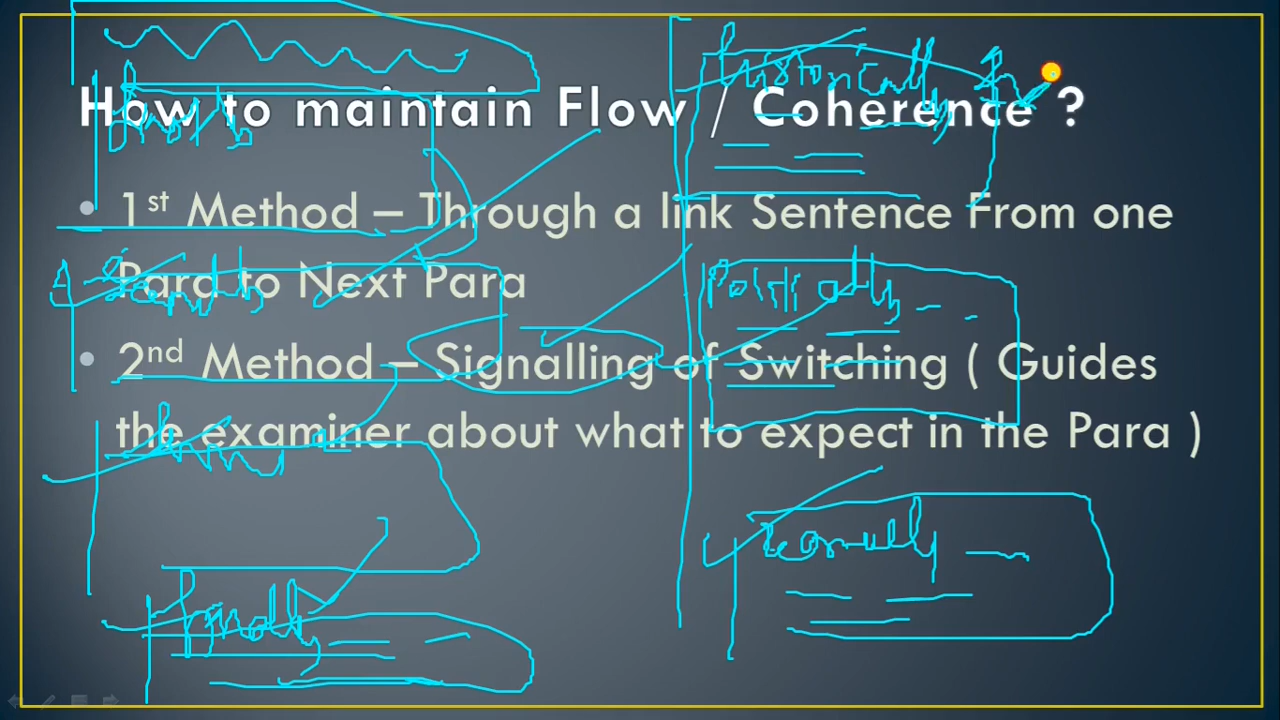 How to maintain Flow / Coherence ?
• 1st Method – Through a link Sentence From one
Para to Next Para
• 2nd Method – Signalling of Switching ( Guides
the examiner about what to expect in the Para )
Historically In
Politically
Finally